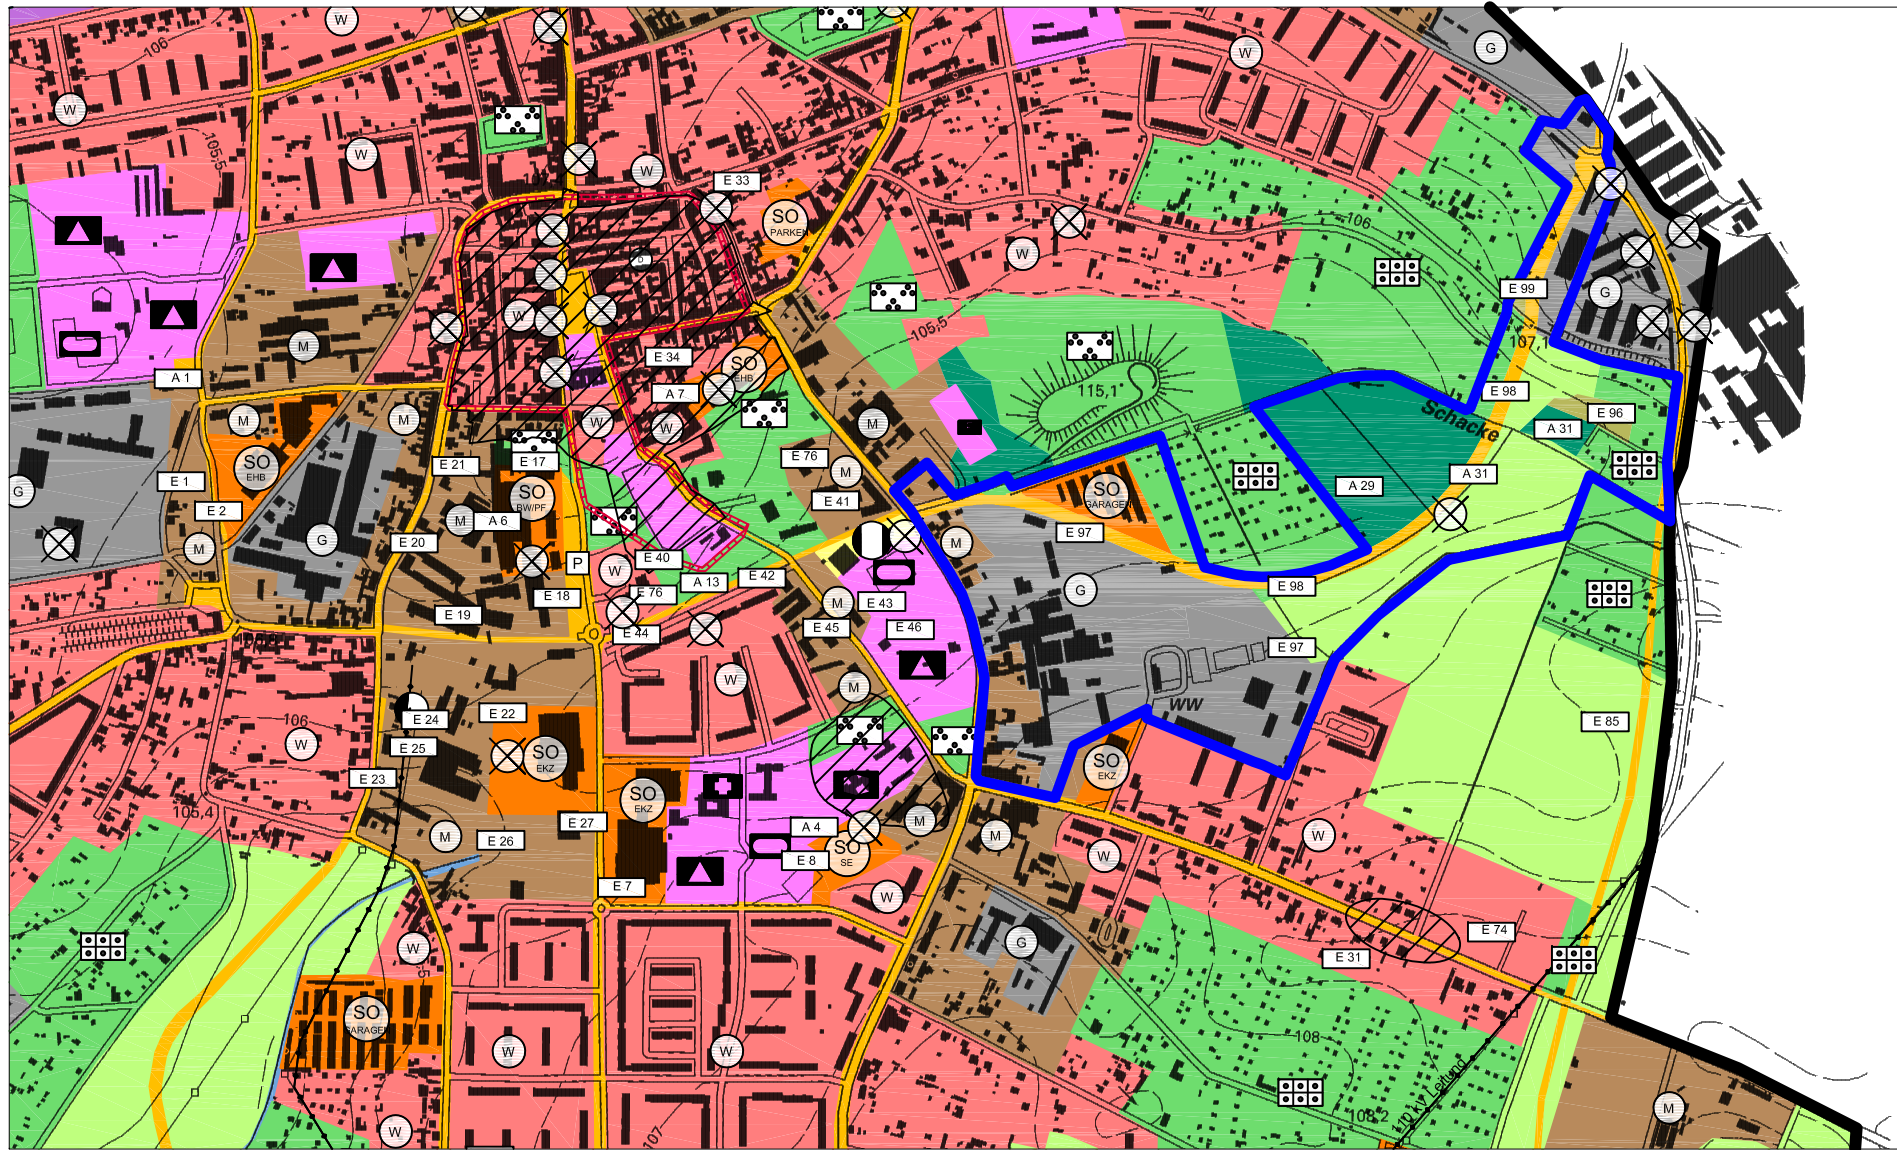 W
G
W
106
W
W
105,5
W
E 33
SO
PARKEN
W
106
E 99
G
M
W
105,5
107,1
E 34
SO
EHB
A 7
115,1
A 1
E 98
Schacke
E 96
A 31
M
M
W
W
M
E 21
E 17
E 76
M
SO
EHB
E 1
G
E 2
SO
BW/PF
M
A 6
E 41
A 29
A 31
SO
GARAGEN
E 97
E 20
M
G
M
P
W
E 40
A 13
E 42
E 98
G
E 18
E 76
M
E 43
E 19
E 44
E 45
E 46
E 97
W
M
WW
106
W
E 24
E 22
E 85
E 25
SO
EKZ
E 23
SO
EKZ
SO
EKZ
105,4
M
E 26
E 27
A 4
M
M
W
W
E 8
SO
SE
E 7
W
W
G
E 74
E 31
SO
GARAGEN
W
W
108
108,2
110 kV Leitung
M
W
107